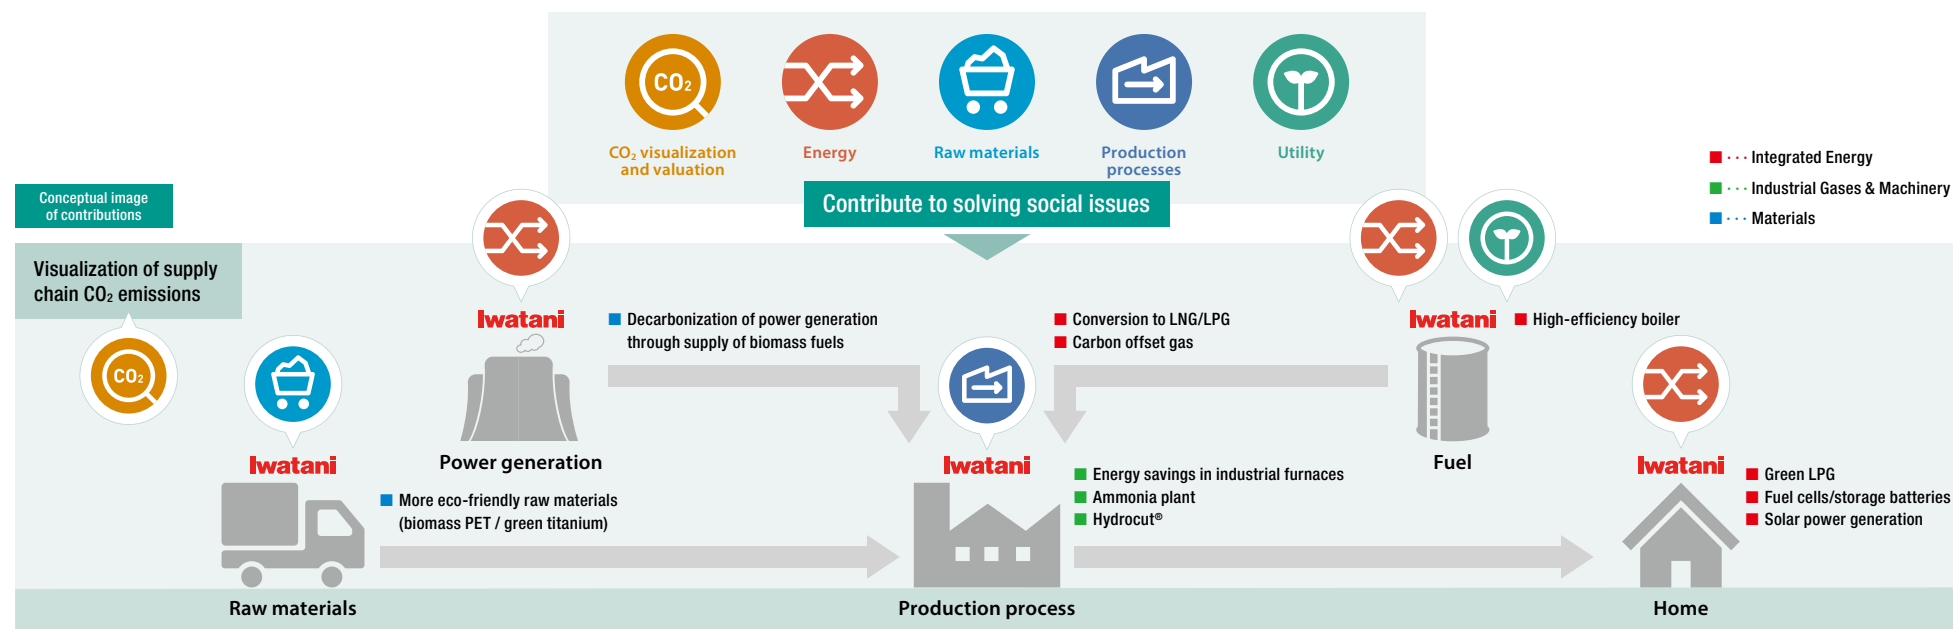 CO₂
CO₂ visualization
and valuation
Energy
Raw materials
Production
processes
Utility
Contribute to solving social issues
··· Integrated Energy
··· Industrial Gases & Machinery
··· Materials
Conceptual image
of contributions
Visualization of supply
chain CO₂ emissions
CO₂
Iwatani
Power generation
Decarbonization of power generation
through supply of biomass fuels
Conversion to LNG/LPG
Carbon offset gas
Iwatani
High-efficiency boiler
Fuel
Iwatani
Raw materials
More eco-friendly raw materials
(biomass PET / green titanium)
Iwatani
Energy savings in industrial furnaces
Ammonia plant
Hydrocut®
Production process
Iwatani
Green LPG
Fuel cells/storage batteries
Solar power generation
Home